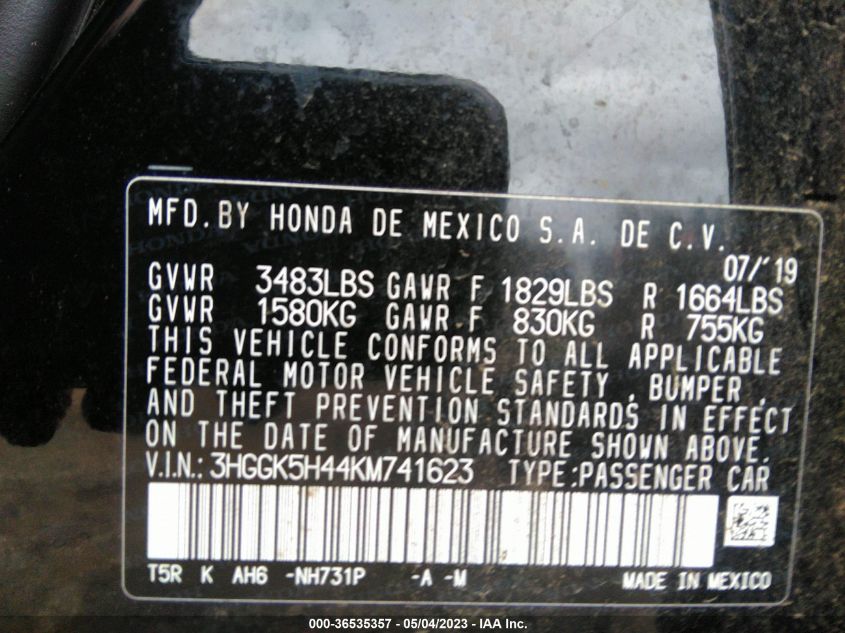 MFD.BY HONDA DE MEXICO S.A. DE C.V.
07/'19
GVWR 3483LBS GAWR F 1829LBS R 1664LBS
GVWR 1580KG GAWR F 830KG R 755KG
THIS VEHICLE CONFORMS TO ALL APPLICABLE
FEDERAL MOTOR VEHICLE SAFETY , BUMPER ,
AND THEFT PREVENTION STANDARDS IN EFFECT
ON THE DATE OF MANUFACTURE SHOWN ABOVE.
V.I.N.: 3HGGK5H44KM741623 TYPE:PASSENGER CAR
T5R K AH6 -NH731P -A -M MADE IN MEXICO
000-36535357 - 05/04/2023 - IAA Inc.